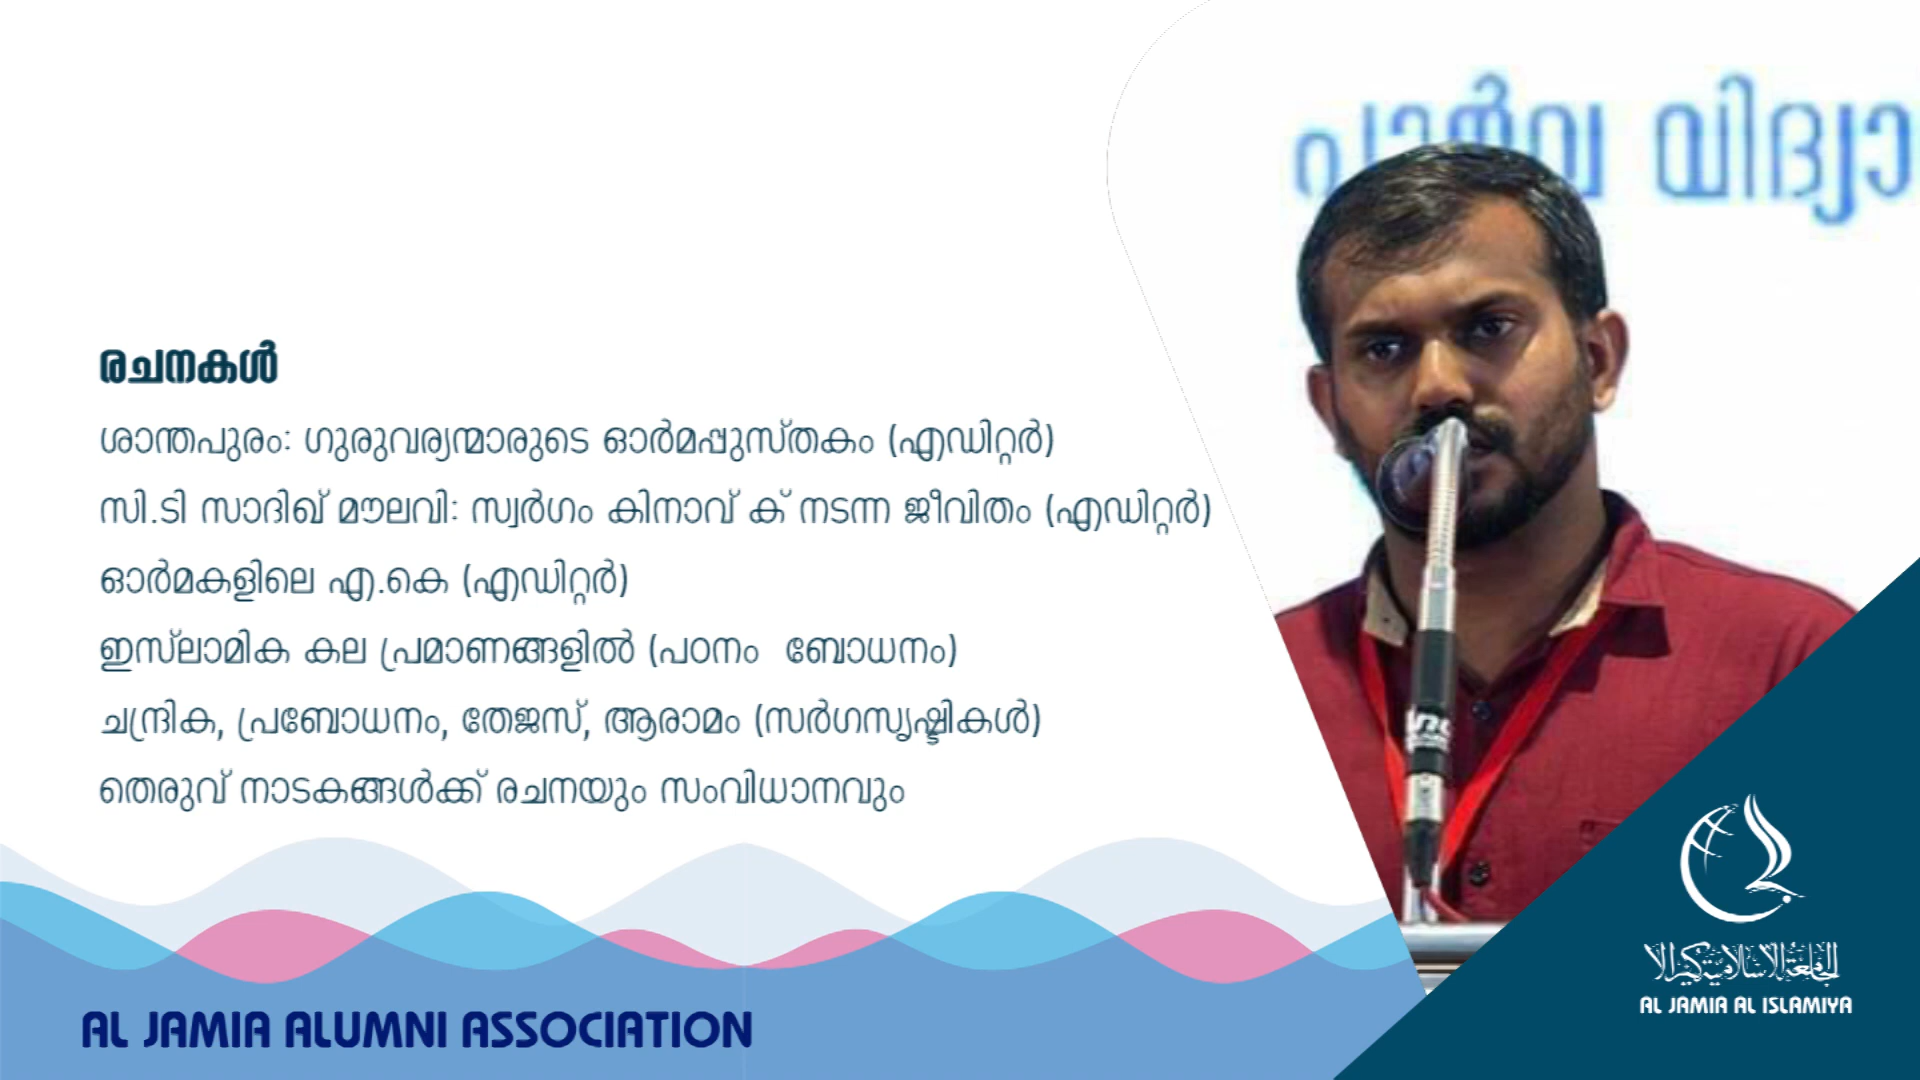 പൂർവ വിദ്യാ
രചനകൾ
ശാന്തപുരം: ഗുരുവര്യന്മാരുടെ ഓർമപ്പുസ്തകം (എഡിറ്റർ)
സി.ടി സാദിഖ് മൗലവി: സ്വർഗം കിനാവ് ക് നടന്ന ജീവിതം (എഡിറ്റർ)
ഓർമകളിലെ എ.കെ (എഡിറ്റർ)
ഇസ്‌ലാമിക കല പ്രമാണങ്ങളിൽ (പഠനം ബോധനം)
ചന്ദ്രിക, പ്രബോധനം, തേജസ്, ആരാമം (സർഗസൃഷ്ടികൾ)
തെരുവ് നാടകങ്ങൾക്ക് രചനയും സംവിധാനവും
AL JAMIA AL ISLAMIYA
AL JAMIA ALUMNI ASSOCIATION